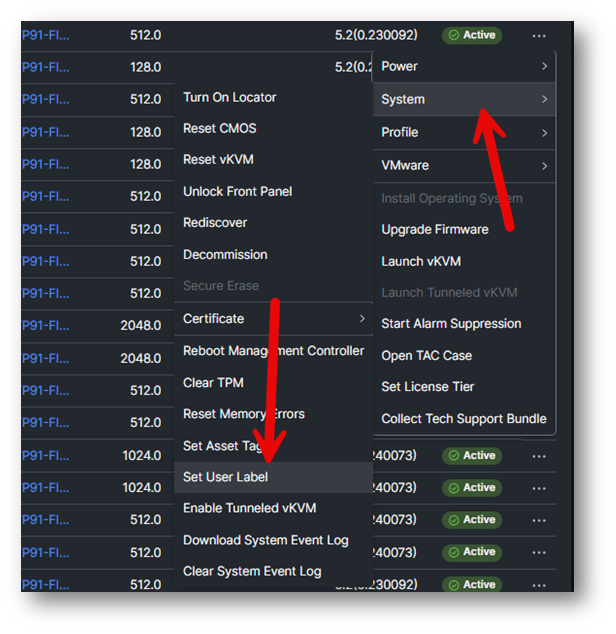 P91-FI... 512.0 5.2(0.230092) Active ...
P91-FI... 128.0 5.2(0.2
Power
P91-FI... 512.0
Turn On Locator
System
P91-FI... 128.0
Reset CMOS
Profile
P91-FI... 128.0
Reset vKVM
VMware
P91-FI... 512.0
Unlock Front Panel
Install Operating System
P91-FI... 512.0
Rediscover
Upgrade Firmware
P91-FI... 512.0
Decommission
Launch vKVM
P91-FI... 512.0
Secure Erase
Launch Tunneled vKVM
P91-FI... 2048.0
Certificate
Start Alarm Suppression
P91-FI... 2048.0
Reboot Management Controller
Open TAC Case
P91-FI... 512.0
Clear TPM
Set License Tier
P91-FI... 512.0
Reset Memory Errors
Collect Tech Support Bundle
P91-FI... 1024.0
Set Asset Tag
240073) Active ...
P91-FI... 1024.0
Set User Label
240073) Active ...
P91-FI... 512.0
Enable Tunneled vKVM
240073) Active ...
P91-FI... 512.0
Download System Event Log
240073) Active ...
P91-FI... 512.0
Clear System Event Log
5.2(0.230092) Active ...